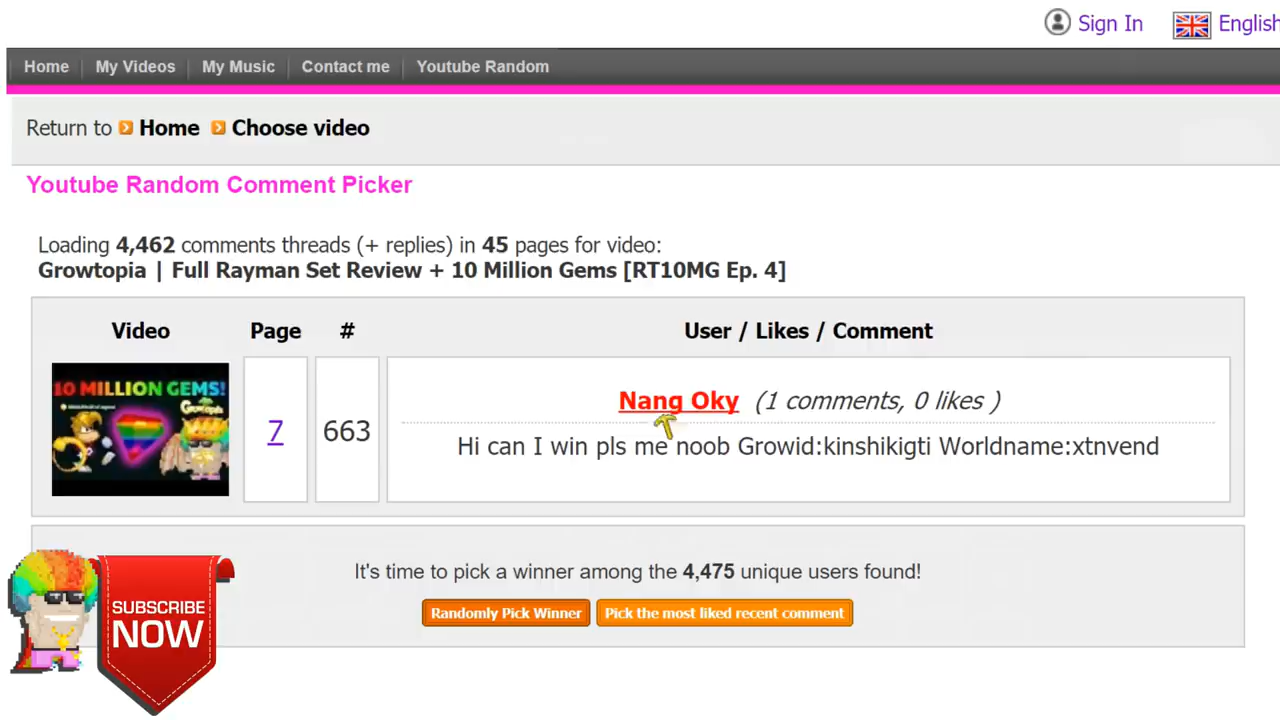 Sign In English
Home My Videos My Music Contact me Youtube Random
Return to Home Choose video
Youtube Random Comment Picker
Loading 4,462 comments threads (+ replies) in 45 pages for video:
Growtopia | Full Rayman Set Review + 10 Million Gems [RT10MG Ep. 4]
Video Page # User / Likes / Comment
10 MILLION GEMS!
Growtopia
7 663
Nang Oky (1 comments, 0 likes )
Hi can I win pls me noob Growid:kinshikigti Worldname:xtnvend
It's time to pick a winner among the 4,475 unique users found!
Randomly Pick Winner Pick the most liked recent comment
SUBSCRIBE
NOW